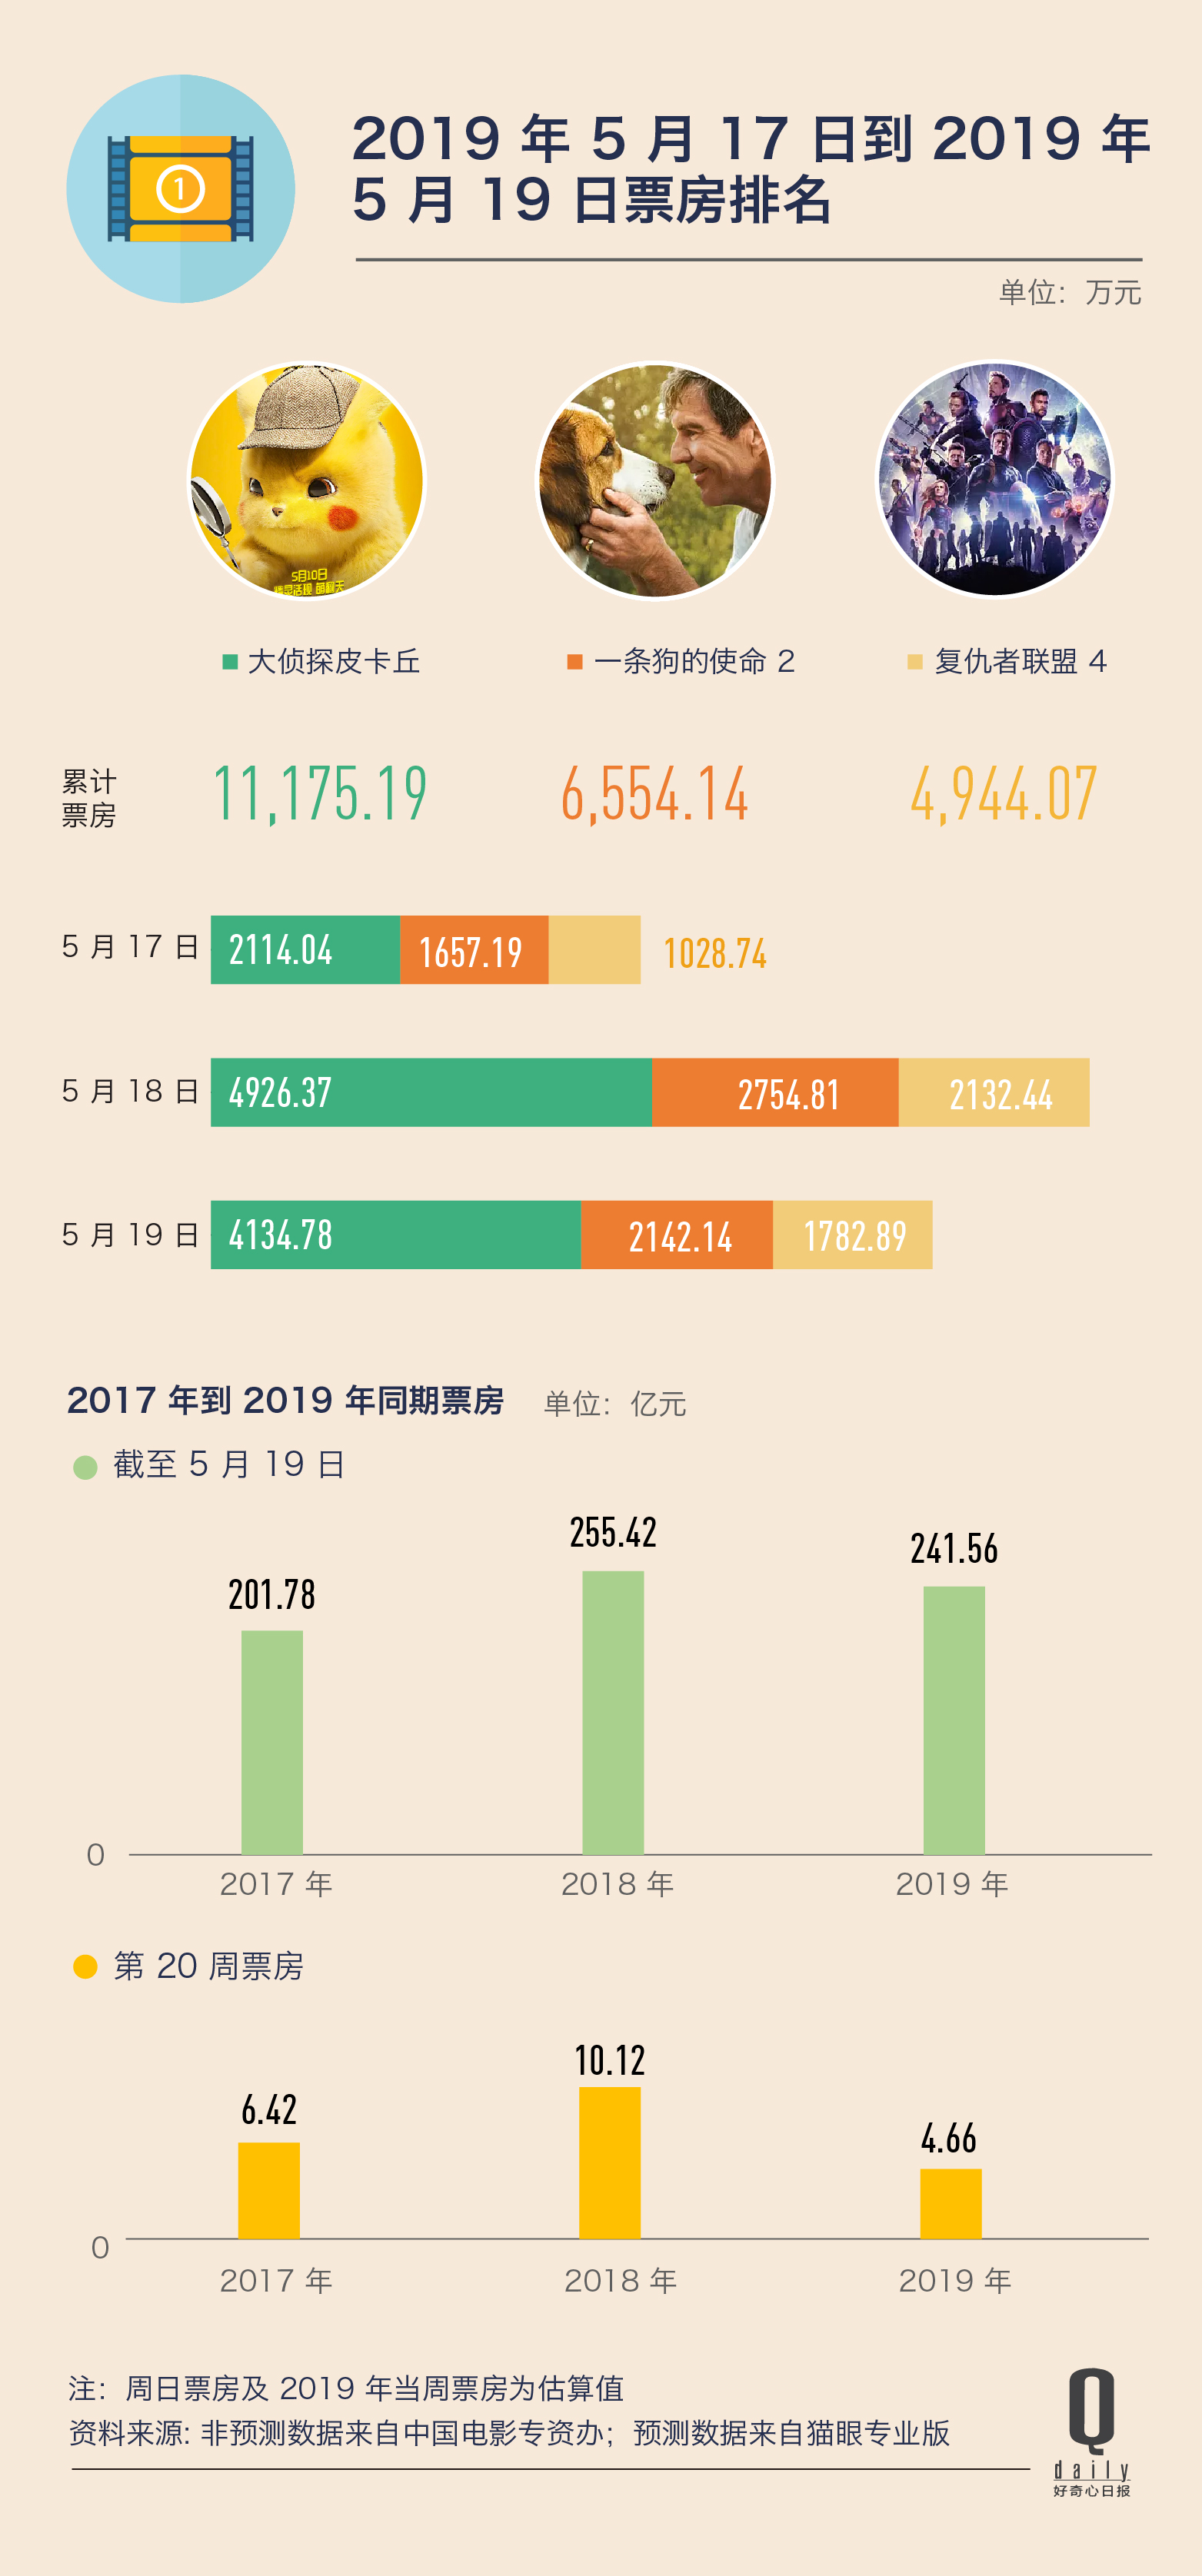 2019 年 5 月 17 日到 2019 年
5 月 19 日票房排名
1
单位：万元
5月10日
大侦探皮卡丘
一条狗的使命 2
复仇者联盟 4
累计
票房
11,175.19
6,554.14
4,944.07
5 月 17 日
2114.04
1657.19
1028.74
5 月 18 日
4926.37
2754.81
2132.44
5 月 19 日
4134.78
2142.14
1782.89
2017 年到 2019 年同期票房 单位：亿元
截至 5 月 19 日
201.78
255.42
241.56
0
2017 年
2018 年
2019 年
第 20 周票房
6.42
10.12
4.66
0
2017 年
2018 年
2019 年
注：周日票房及 2019 年当周票房为估算值
资料来源: 非预测数据来自中国电影专资办；预测数据来自猫眼专业版
Q
daily
好奇心日报